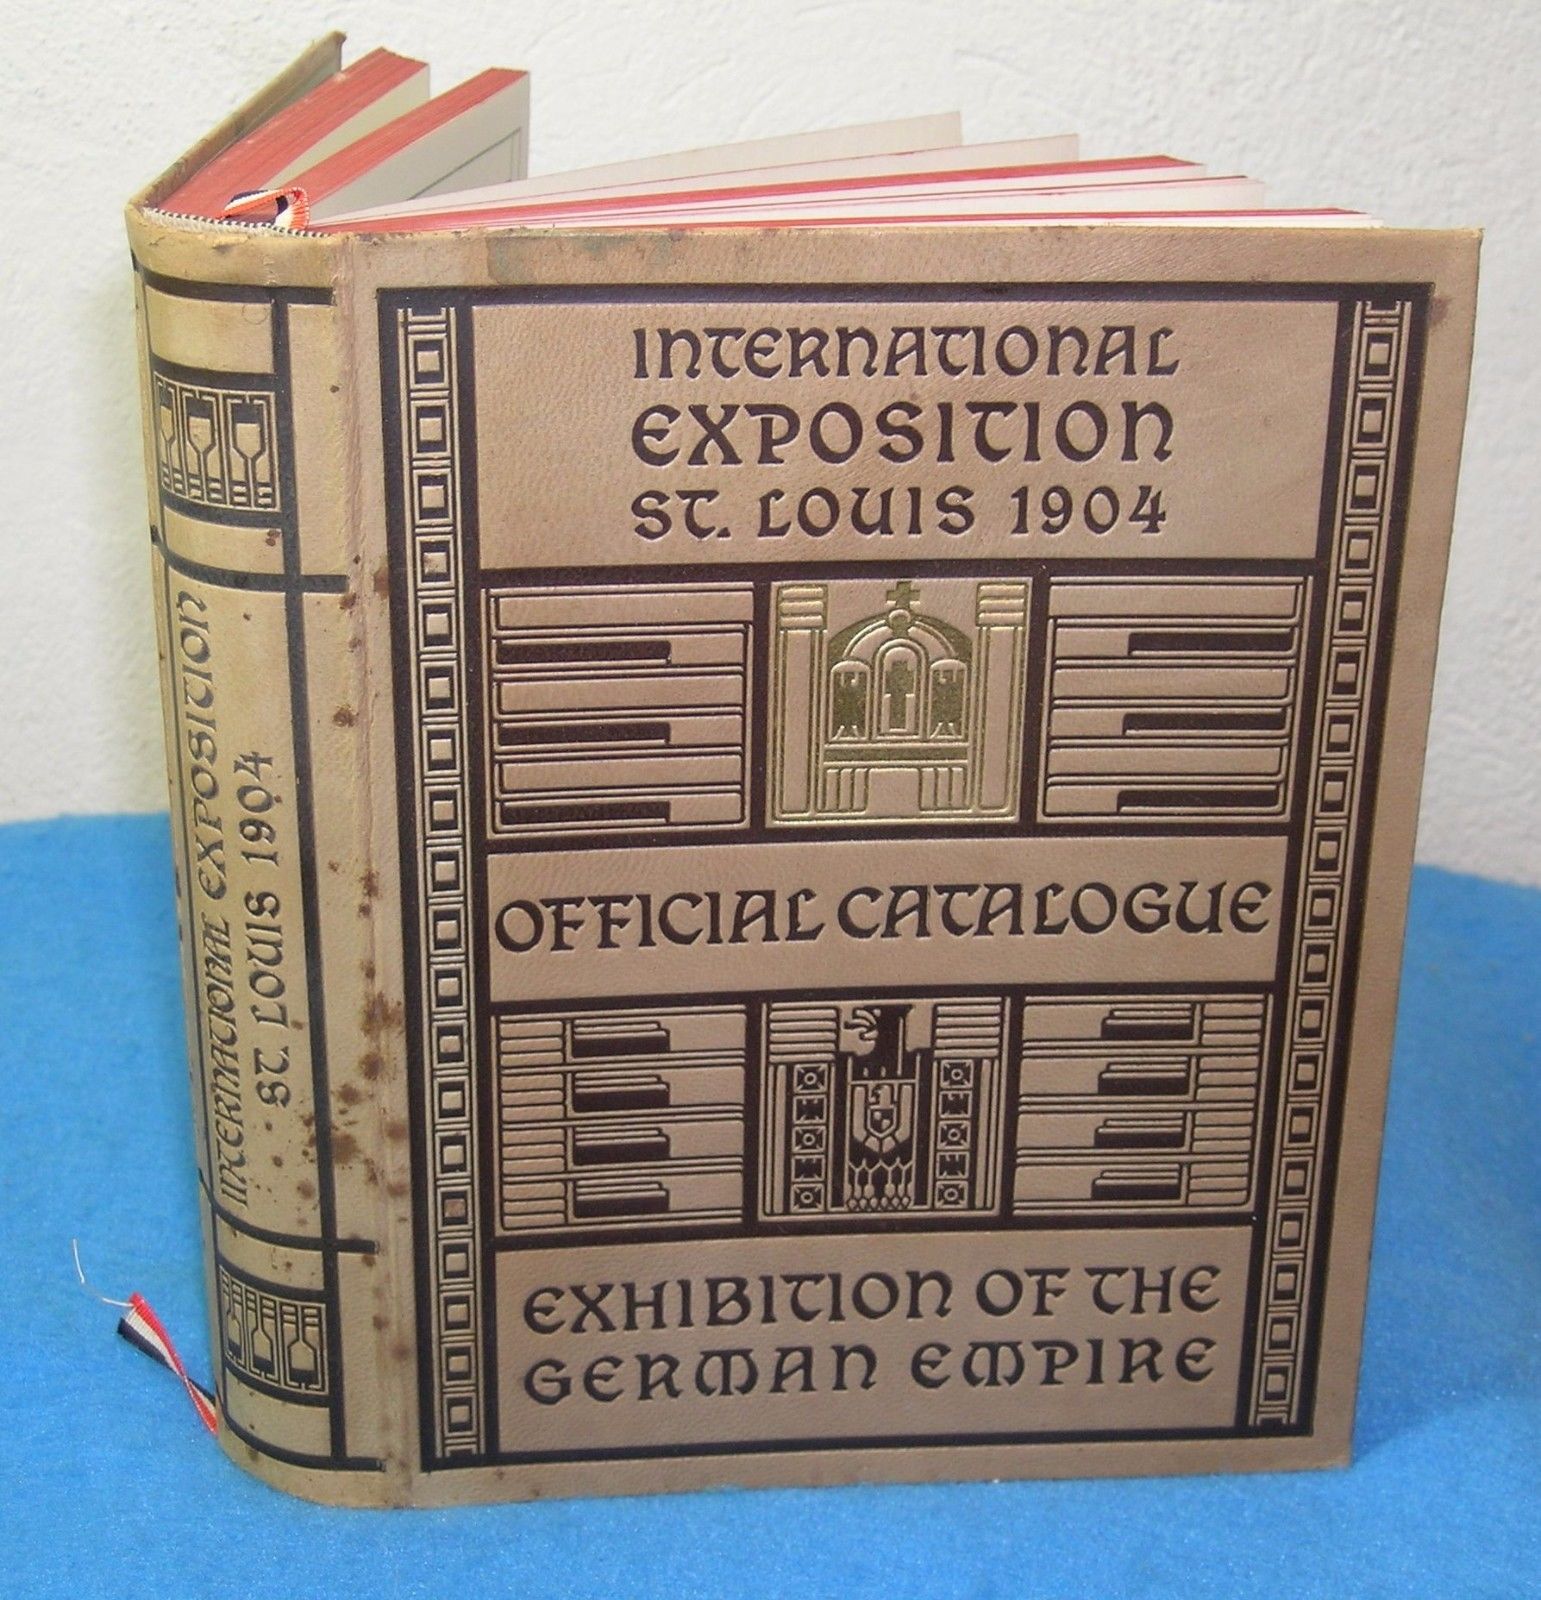 INTERNATIONAL
EXPOSITION
ST. LOUIS 1904
OFFICIAL CATALOGUE
EXHIBITION OF THE
GERMAN EMPIRE
INTERNATIONAL EXPOSITION
ST. LOUIS 1904